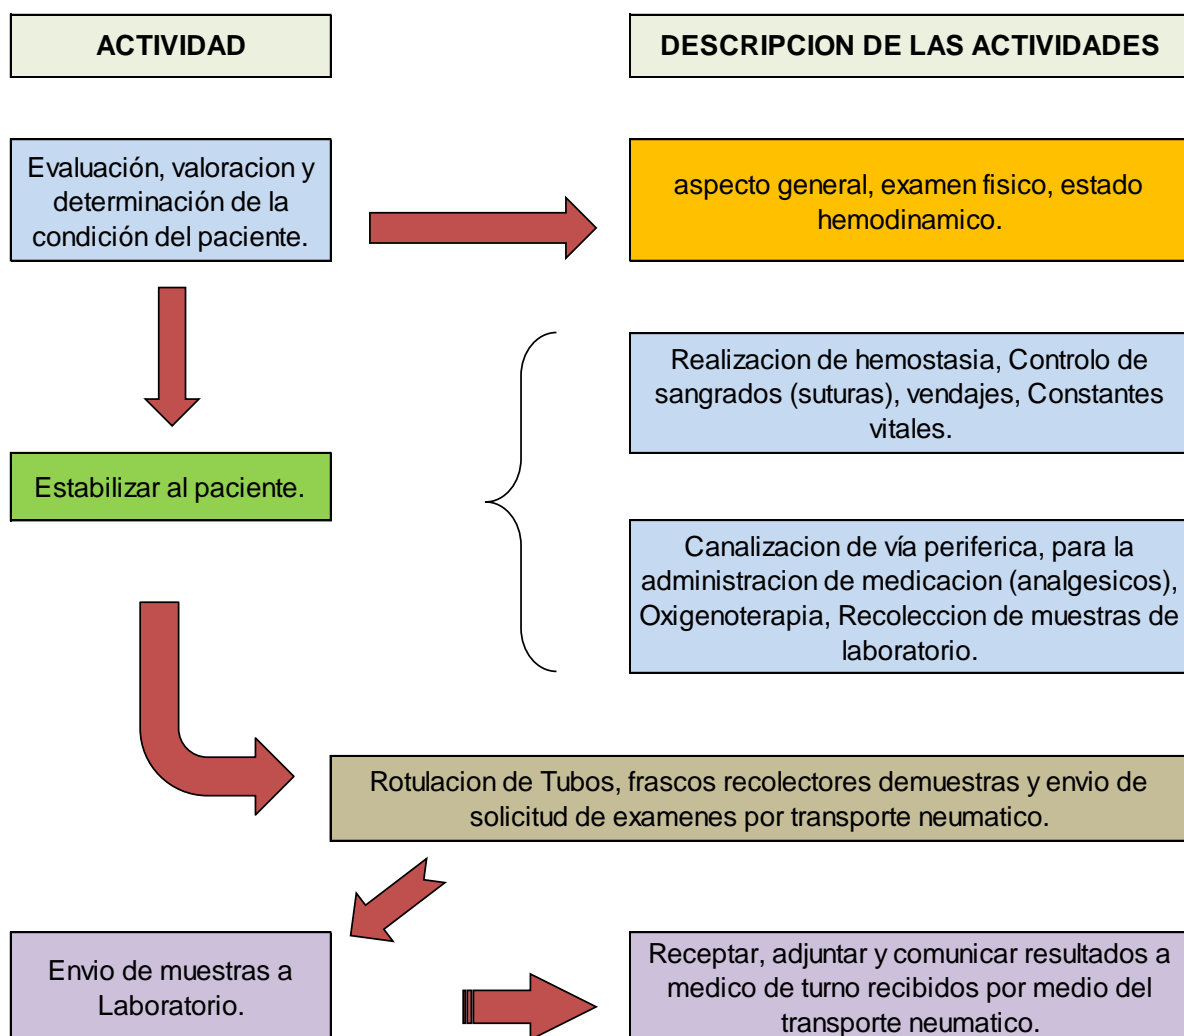 ACTIVIDAD
DESCRIPCION DE LAS ACTIVIDADES
Evaluación, valoracion y
determinación de la
condición del paciente.
aspecto general, examen fisico, estado
hemodinamico.
Realizacion de hemostasia, Controlo de
sangrados (suturas), vendajes, Constantes
vitales.
Estabilizar al paciente.
Canalizacion de vía periferica, para la
administracion de medicacion (analgesicos),
Oxigenoterapia, Recoleccion de muestras de
laboratorio.
Rotulacion de Tubos, frascos recolectores demuestras y envio de
solicitud de examenes por transporte neumatico.
Envio de muestras a
Laboratorio.
Receptar, adjuntar y comunicar resultados a
medico de turno recibidos por medio del
transporte neumatico.